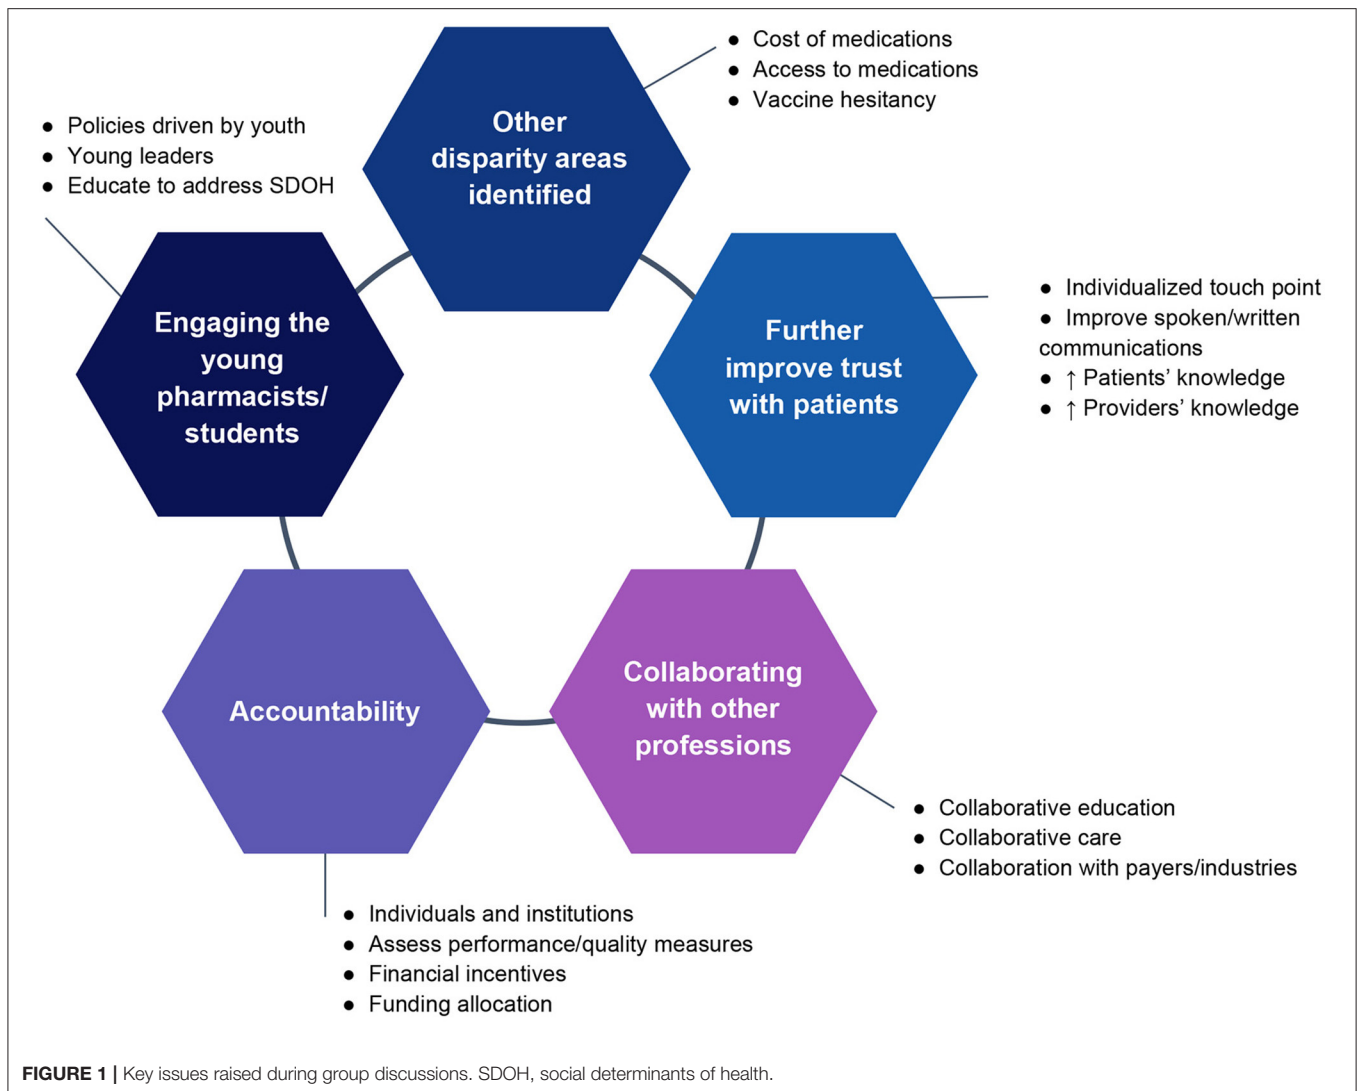 Other
disparity areas
identified
● Cost of medications
● Access to medications
● Vaccine hesitancy
Further
improve trust
with patients
● Individualized touch point
● Improve spoken/written
communications
● ↑ Patients’ knowledge
● ↑ Providers’ knowledge
Collaborating
with other
professions
● Collaborative education
● Collaborative care
● Collaboration with payers/industries
Accountability
● Individuals and institutions
● Assess performance/quality measures
● Financial incentives
● Funding allocation
Engaging the
young
pharmacists/
students
● Policies driven by youth
● Young leaders
● Educate to address SDOH
FIGURE 1 | Key issues raised during group discussions. SDOH, social determinants of health.